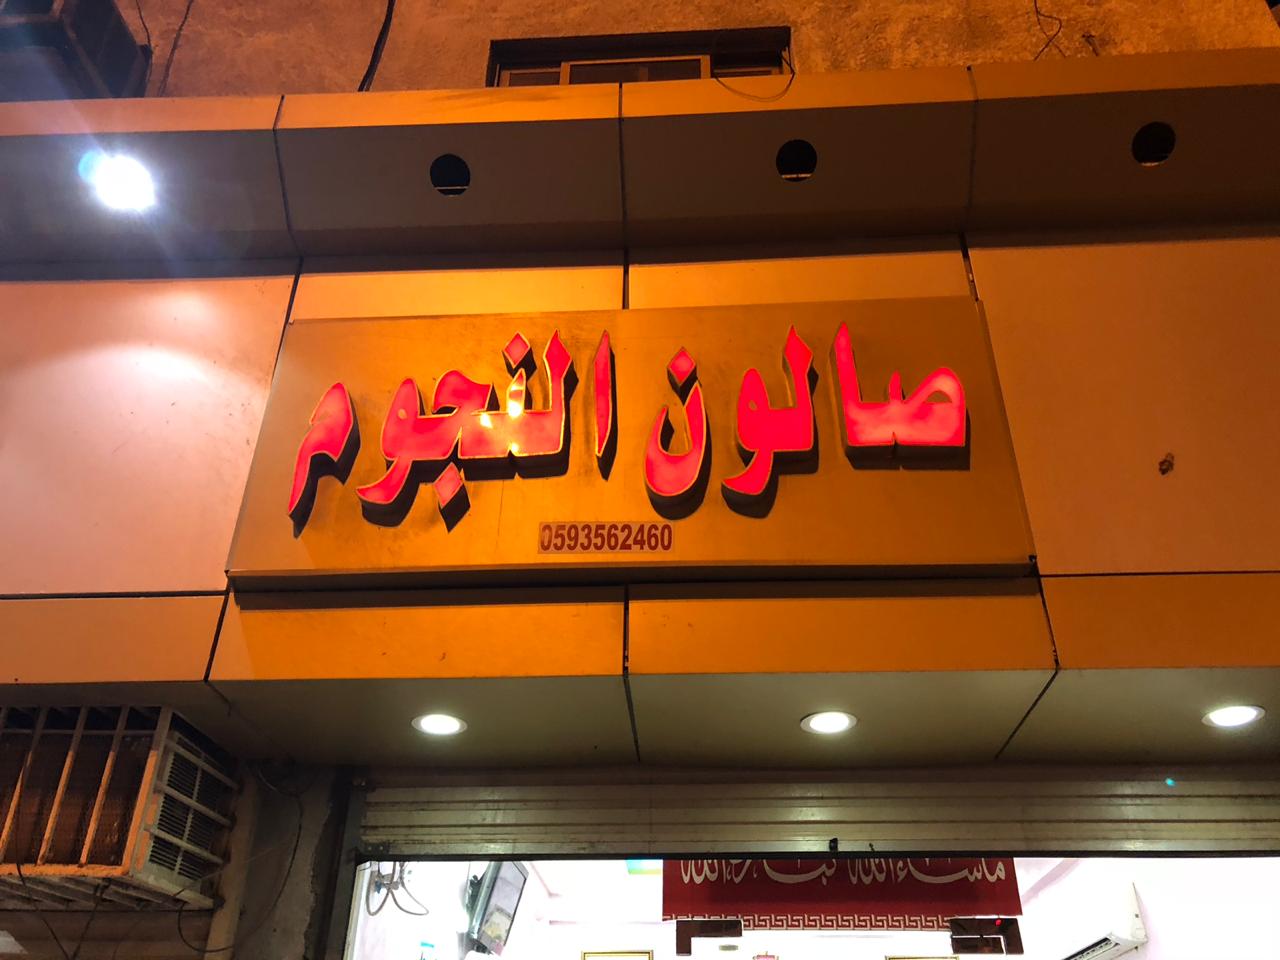 صالون النجوم
0593562460
ماشاء الله تبارك الله